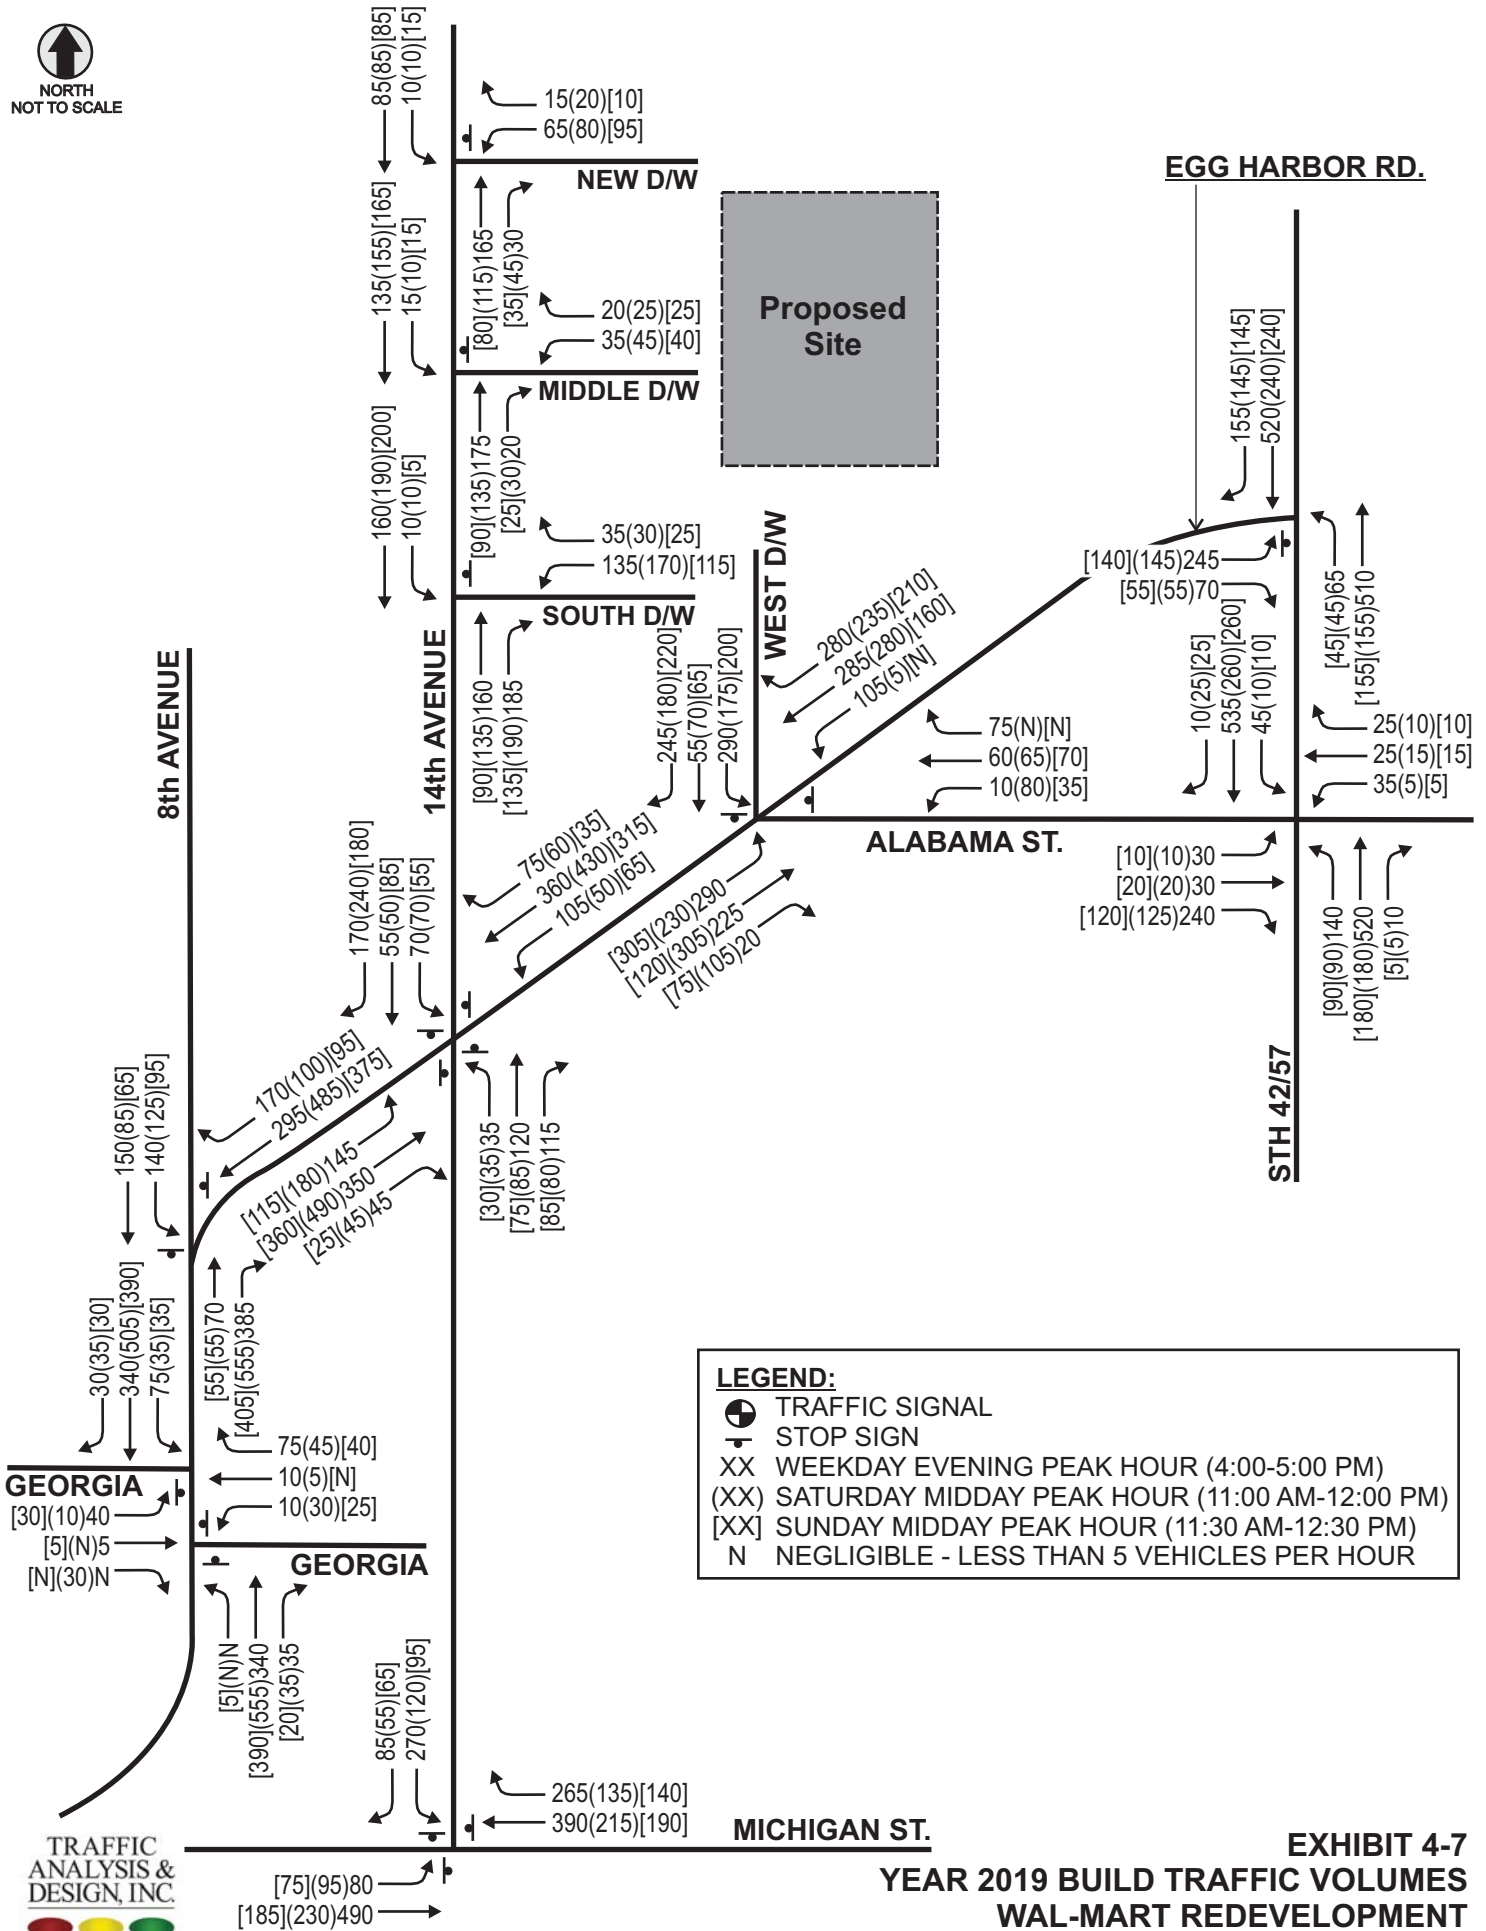 NORTH
NOT TO SCALE
85(85)[85]
10(10)[15]
15(20)[10]
65(80)[95]
NEW D/W
EGG HARBOR RD.
135(155)[165]
15(10)[15]
[80](115)165
[35](45)30
20(25)[25]
35(45)[40]
MIDDLE D/W
Proposed
Site
155(145)[145]
520(240)[240]
160(190)[200]
10(10)[5]
[90](135)175
[25](30)20
35(30)[25]
135(170)[115]
SOUTH D/W
WEST D/W
[140](145)245
[55](55)70
[45](45)65
[155](155)510
8th AVENUE
14th AVENUE
[90](135)160
[135](190)185
245(180)[220]
55(70)[65]
290(175)[200]
280(235)[210]
285(280)[160]
105(5)[N]
75(N)[N]
60(65)[70]
10(80)[35]
10(25)[25]
535(260)[260]
45(10)[10]
25(10)[10]
25(15)[15]
35(5)[5]
ALABAMA ST.
[10](10)30
[20](20)30
[120](125)240
[90](90)140
[180](180)520
[5](5)10
170(240)[180]
55(50)[85]
70(70)[55]
75(60)[35]
360(430)[315]
105(50)[65]
[305](230)290
[120](305)225
[75](105)20
STH 42/57
150(85)[65]
140(125)[95]
170(100)[95]
295(485)[375]
[115](180)145
[360](490)350
[25](45)45
[30](35)35
[75](85)120
[85](80)115
30(35)[30]
340(505)[390]
75(35)[35]
[55](55)70
[405](555)385
75(45)[40]
10(5)[N]
10(30)[25]
GEORGIA
[30](10)40
[5](N)5
[N](30)N
GEORGIA
[5](N)N
[390](555)340
[20](35)35
LEGEND:
TRAFFIC SIGNAL
STOP SIGN
XX WEEKDAY EVENING PEAK HOUR (4:00-5:00 PM)
(XX) SATURDAY MIDDAY PEAK HOUR (11:00 AM-12:00 PM)
[XX] SUNDAY MIDDAY PEAK HOUR (11:30 AM-12:30 PM)
N NEGLIGIBLE - LESS THAN 5 VEHICLES PER HOUR
85(55)[65]
270(120)[95]
265(135)[140]
390(215)[190]
MICHIGAN ST.
[75](95)80
[185](230)490
TRAFFIC
ANALYSIS &
DESIGN, INC.
EXHIBIT 4-7
YEAR 2019 BUILD TRAFFIC VOLUMES
WAL-MART REDEVELOPMENT